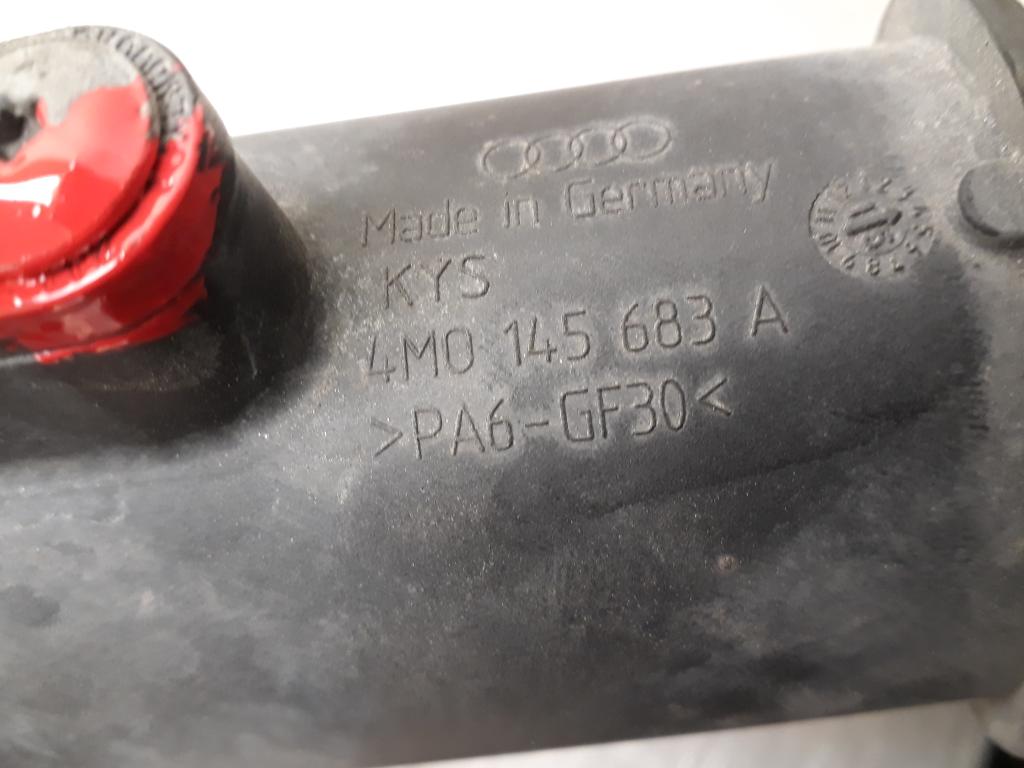 Made in Germany
KYS
4M0 145 683 A
>PA6-GF30<